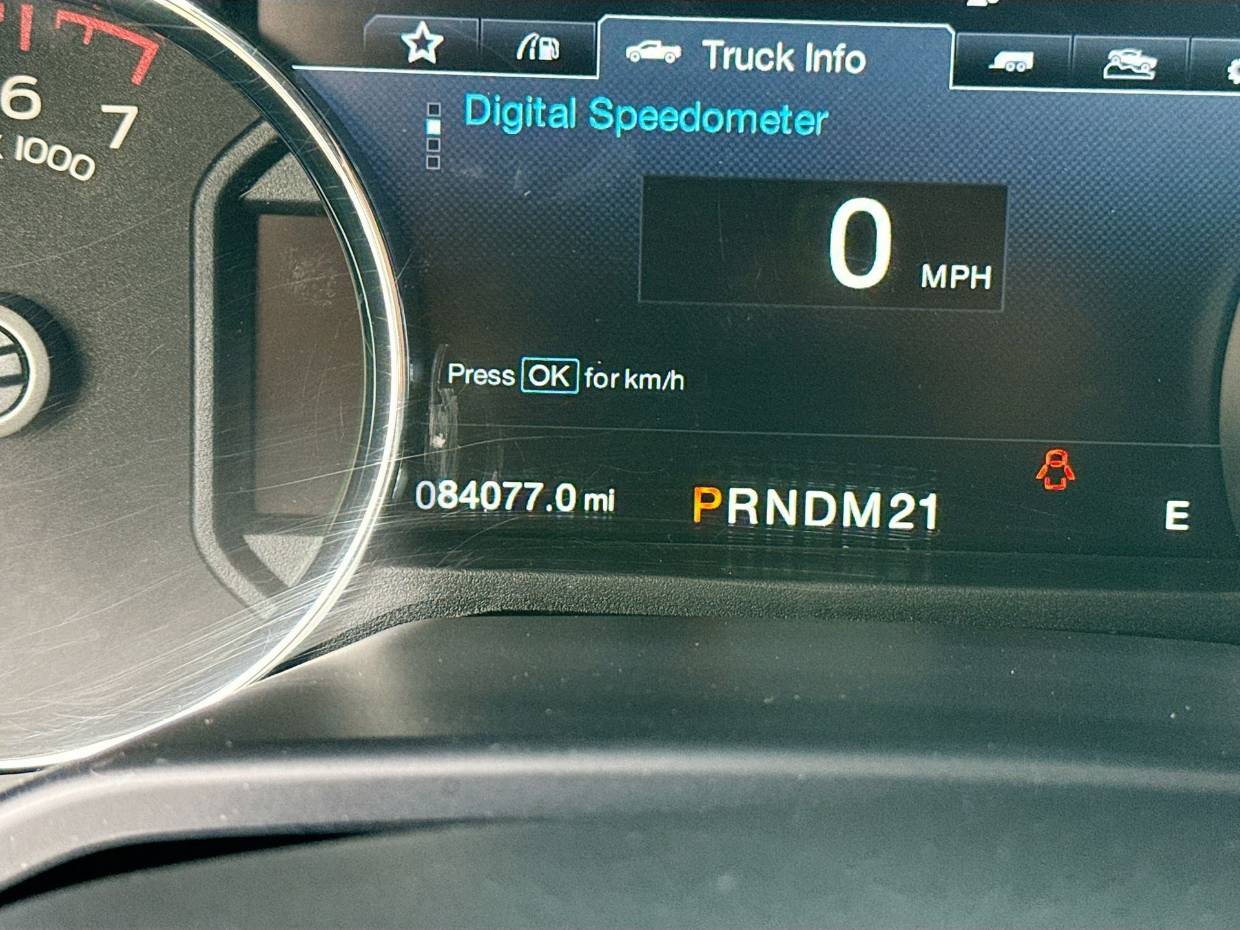 6
7
1000
Truck Info
Digital Speedometer
0 MPH
Press OK for km/h
084077.0 mi
PRNDM21
E